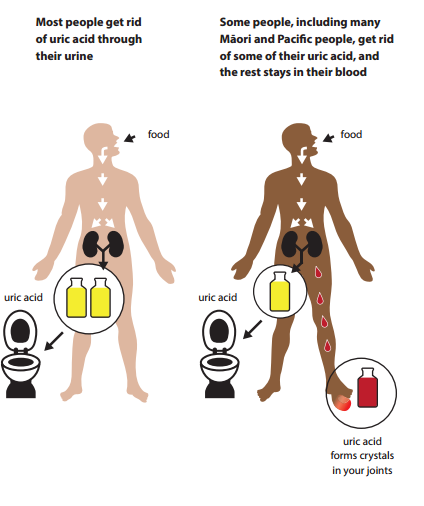 Most people get rid
of uric acid through
their urine
Some people, including many
Māori and Pacific people, get rid
of some of their uric acid, and
the rest stays in their blood
food
food
uric acid
uric acid
uric acid
forms crystals
in your joints